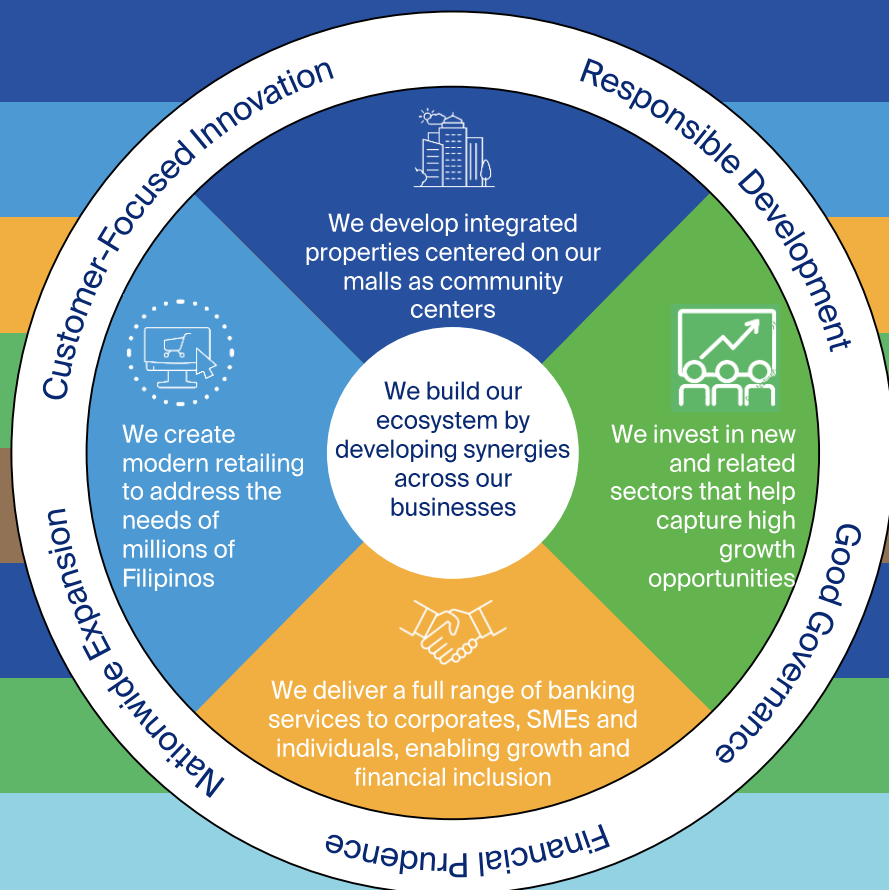 Customer-Focused Innovation
Responsible Development
We develop integrated
properties centered on our
malls as community
centers
We create
modern retailing
to address the
needs of
millions of
Filipinos
We build our
ecosystem by
developing synergies
across our
businesses
We invest in new
and related
sectors that help
capture high
growth
opportunities
We deliver a full range of banking
services to corporates, SMEs and
individuals, enabling growth and
financial inclusion
Nationwide Expansion
Good Governance
Financial Prudence